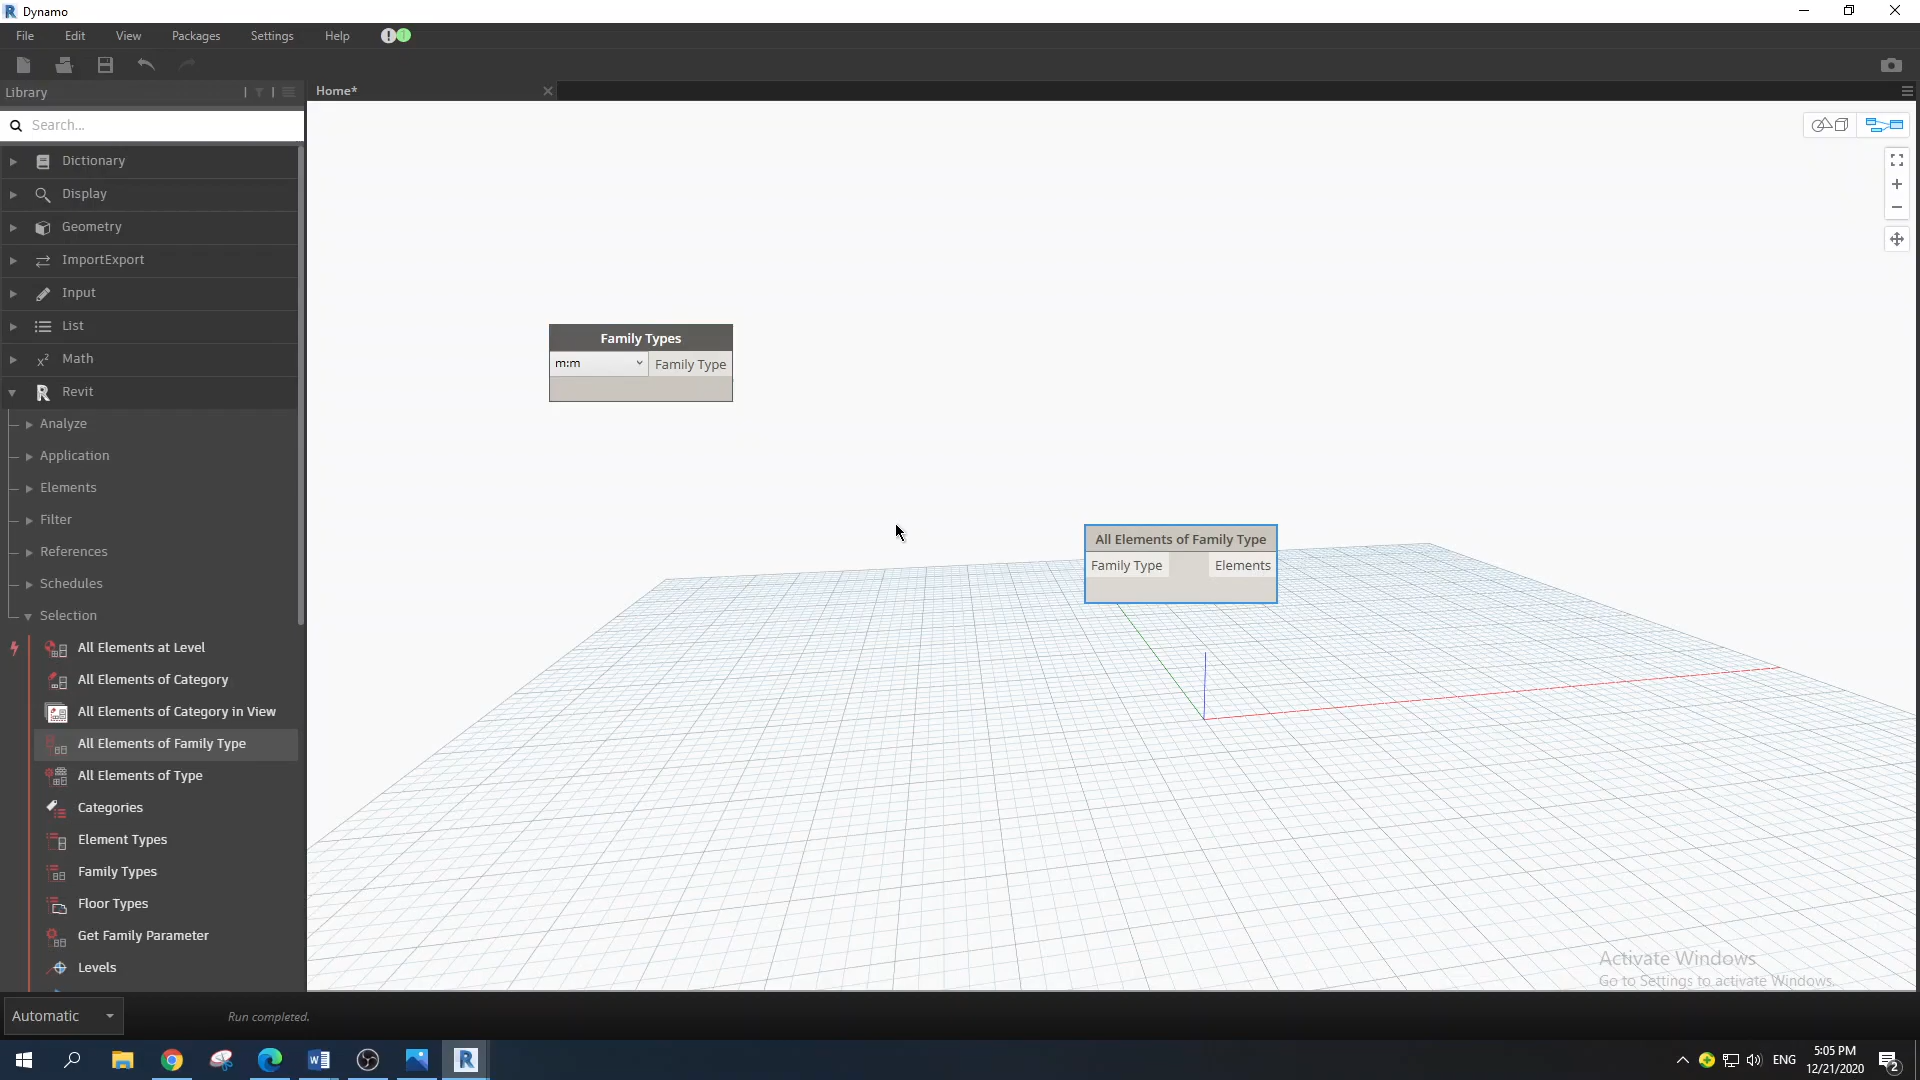 Dynamo
File Edit View Packages Settings Help
Library
Home*
Search...
Dictionary
Display
Geometry
ImportExport
Input
List
Math
Revit
Analyze
Application
Elements
Filter
References
Schedules
Selection
All Elements at Level
All Elements of Category
All Elements of Category in View
All Elements of Family Type
All Elements of Type
Categories
Element Types
Family Types
Floor Types
Get Family Parameter
Levels
Family Types
m:m Family Type
All Elements of Family Type
Family Type Elements
Activate Windows
Go to Settings to activate Windows.
Automatic
Run completed.
ENG
5:05 PM
12/21/2020
2